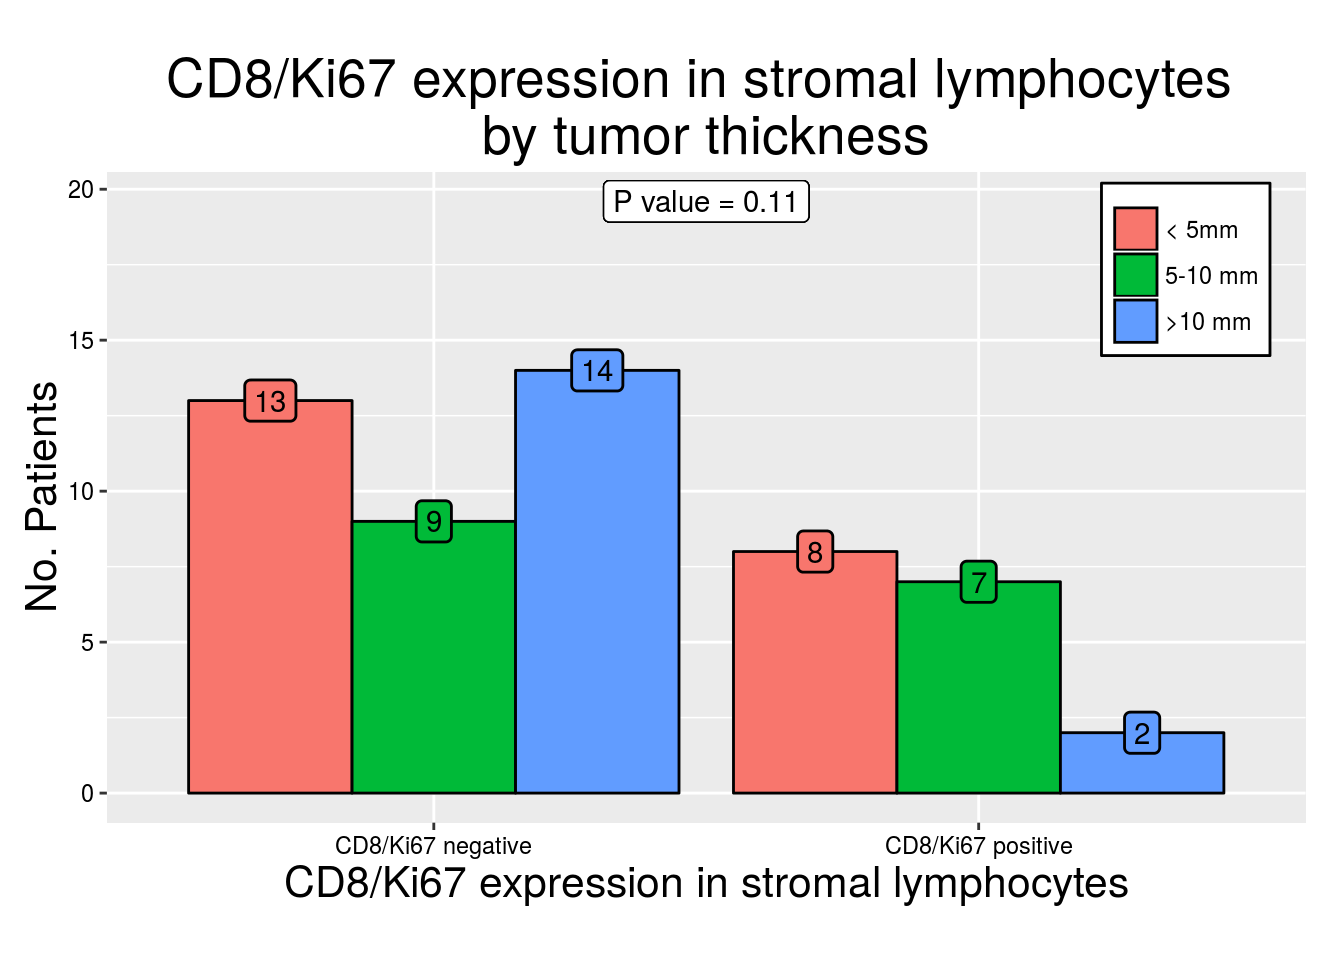 CD8/Ki67 expression in stromal lymphocytes
by tumor thickness
P value = 0.11
< 5mm
5-10 mm
>10 mm
No. Patients
20
15
10
5
0
13
9
14
8
7
2
CD8/Ki67 negative
CD8/Ki67 positive
CD8/Ki67 expression in stromal lymphocytes